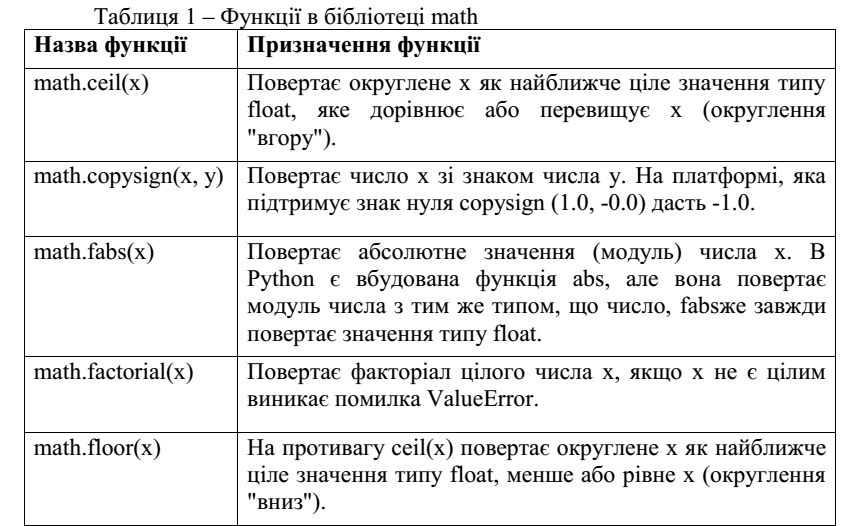 Таблиця 1 – Функції в бібліотеці math
Назва функції Призначення функції
math.ceil(x) Повертає округлене x як найближче ціле значення типу
float, яке дорівнює або перевищує x (округлення
"вгору").
math.copysign(x, y) Повертає число x зі знаком числа y. На платформі, яка
підтримує знак нуля copysign (1.0, -0.0) дасть -1.0.
math.fabs(x) Повертає абсолютне значення (модуль) числа x. В
Python є вбудована функція abs, але вона повертає
модуль числа з тим же типом, що число, fabsже завжди
повертає значення типу float.
math.factorial(x) Повертає факторіал цілого числа x, якщо x не є цілим
виникає помилка ValueError.
math.floor(x) На противагу ceil(x) повертає округлене x як найближче
ціле значення типу float, менше або рівне x (округлення
"вниз").